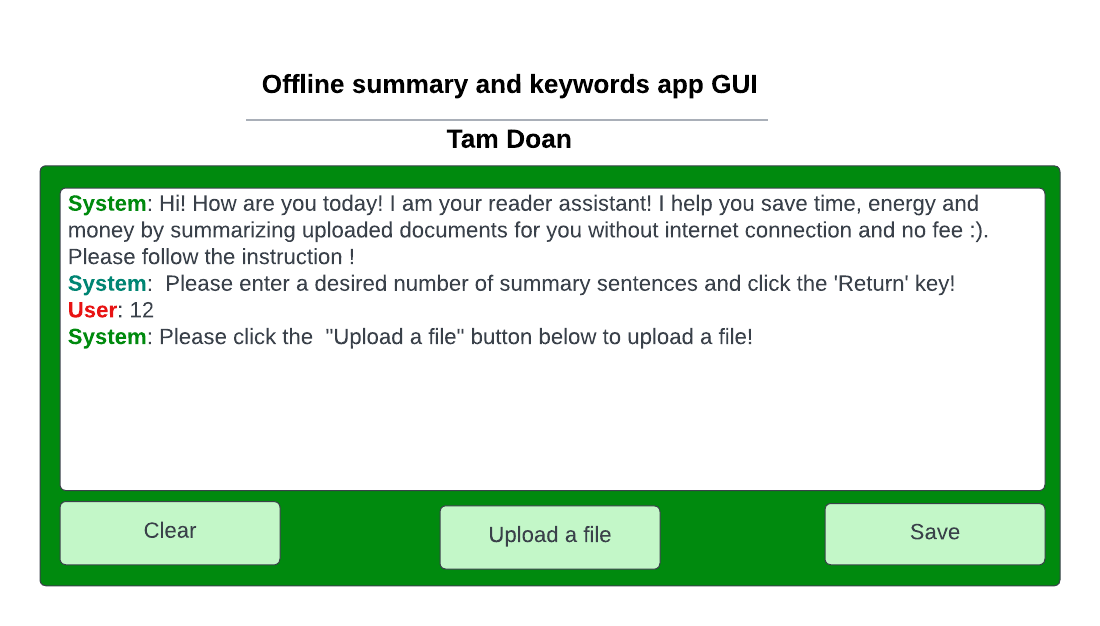 Offline summary and keywords app GUI
Tam Doan
System: Hi! How are you today! I am your reader assistant! I help you save time, energy and
money by summarizing uploaded documents for you without internet connection and no fee :).
Please follow the instruction !
System:  Please enter a desired number of summary sentences and click the 'Return' key!
User: 12
System: Please click the  "Upload a file" button below to upload a file!
Clear
Upload a file
Save